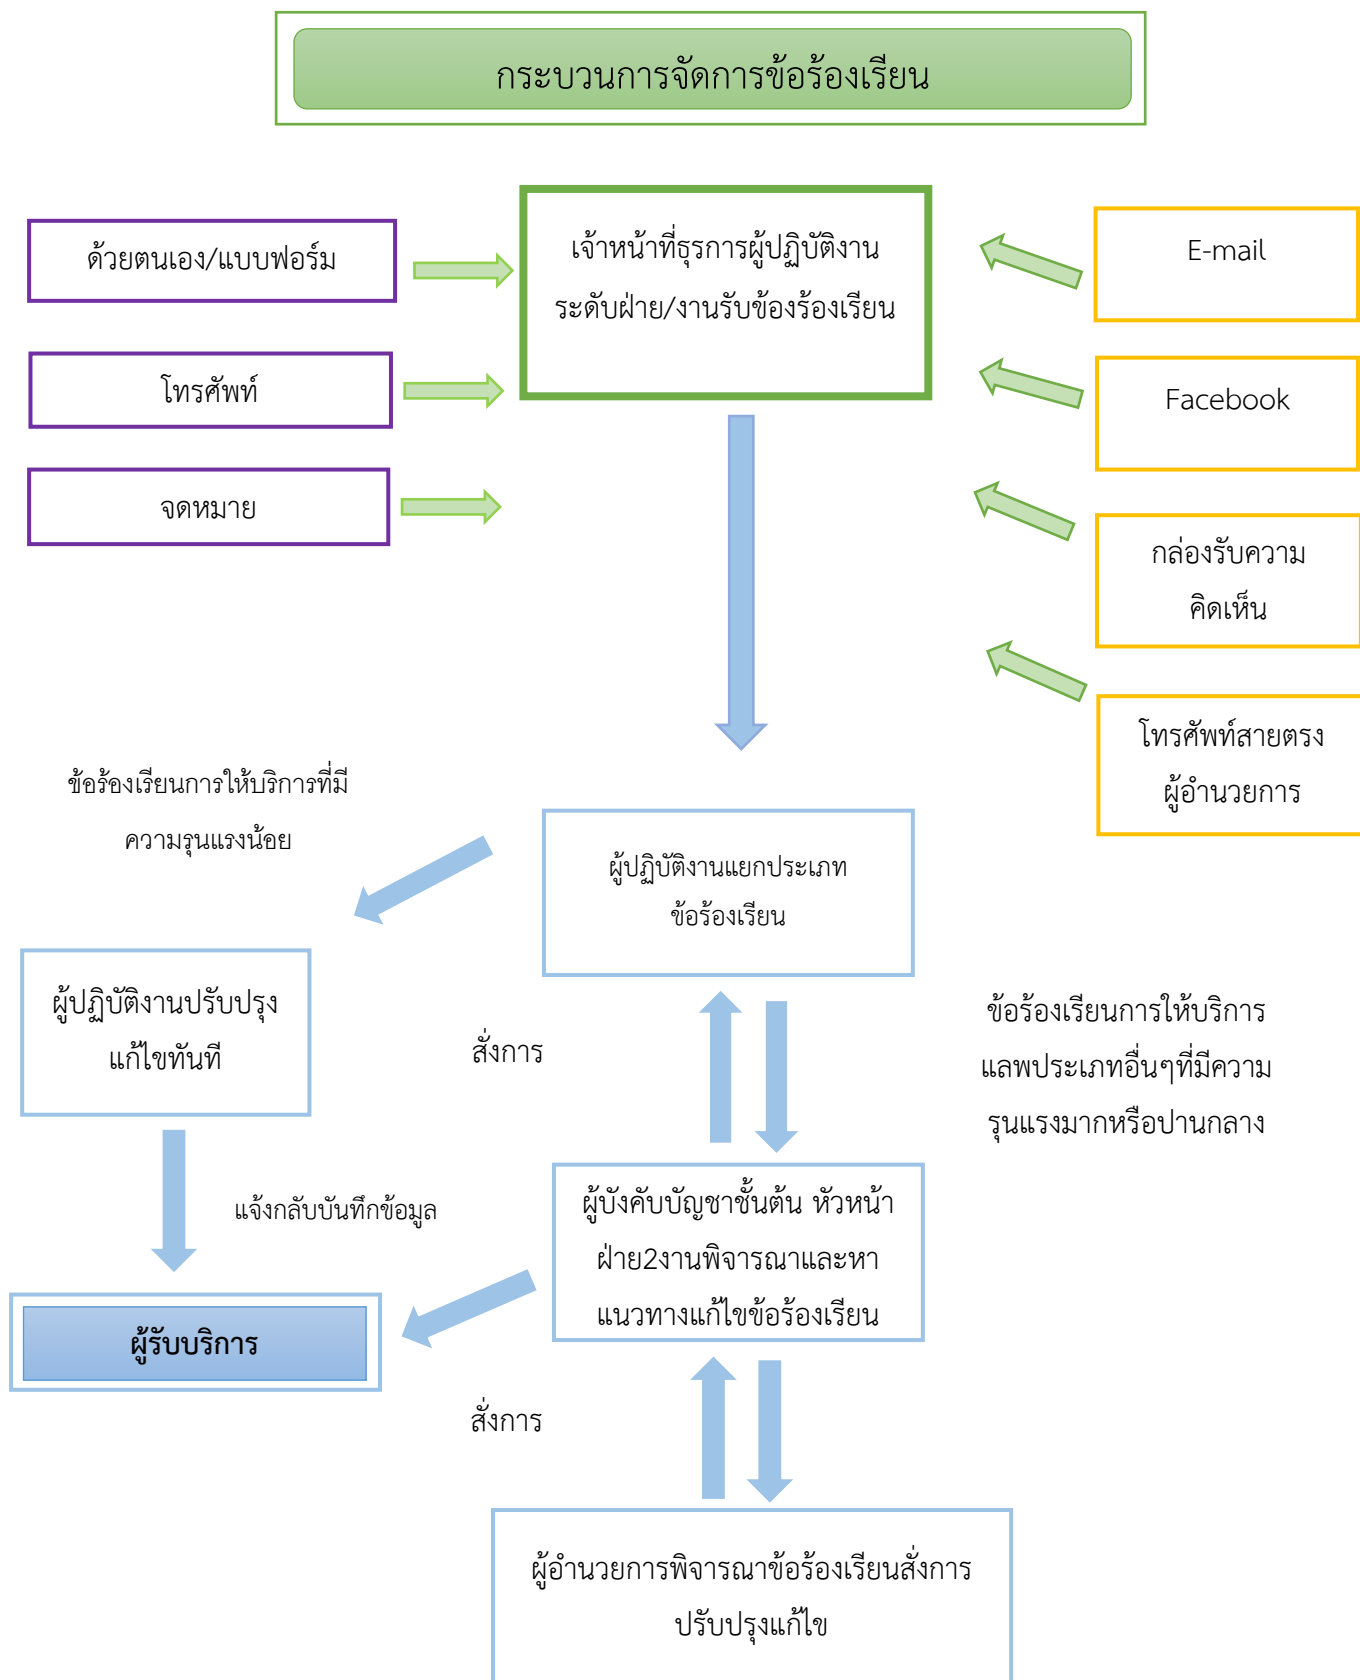 กระบวนการจัดการข้อร้องเรียน
ด้วยตนเอง/แบบฟอร์ม
โทรศัพท์
จดหมาย
เจ้าหน้าที่ธุรการผู้ปฏิบัติงาน
ระดับฝ่าย/งานรับข้องร้องเรียน
E-mail
Facebook
กล่องรับความ
คิดเห็น
โทรศัพท์สายตรง
ผู้อำนวยการ
ข้อร้องเรียนการให้บริการที่มี
ความรุนแรงน้อย
ผู้ปฏิบัติงานแยกประเภท
ข้อร้องเรียน
ผู้ปฏิบัติงานปรับปรุง
แก้ไขทันที
สั่งการ
ข้อร้องเรียนการให้บริการ
แลพประเภทอื่นๆที่มีความ
รุนแรงมากหรือปานกลาง
แจ้งกลับบันทึกข้อมูล
ผู้บังคับบัญชาชั้นต้น หัวหน้า
ฝ่าย2งานพิจารณาและหา
แนวทางแก้ไขข้อร้องเรียน
ผู้รับบริการ
สั่งการ
ผู้อำนวยการพิจารณาข้อร้องเรียนสั่งการ
ปรับปรุงแก้ไข